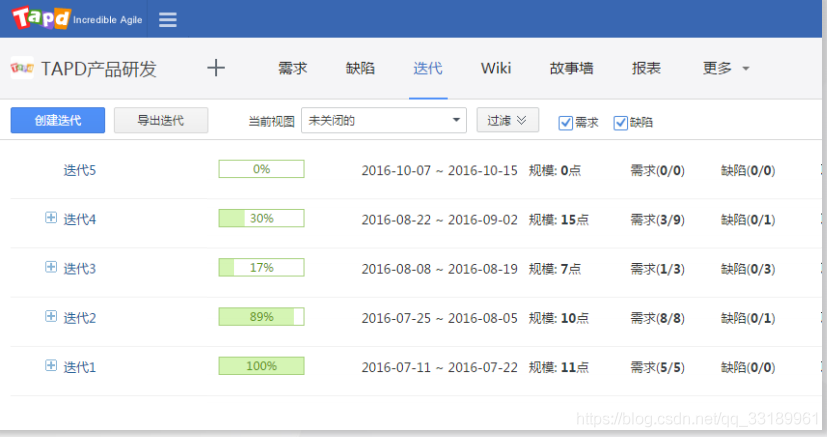 Tapd Incredible Agile
TAPD产品研发 需求 缺陷 迭代 Wiki 故事墙 报表 更多
创建迭代 导出迭代 当前视图 未关闭的 过滤 需求 缺陷
迭代5 0% 2016-10-07 ~ 2016-10-15 规模: 0点 需求(0/0) 缺陷(0/0)
迭代4 30% 2016-08-22 ~ 2016-09-02 规模: 15点 需求(3/9) 缺陷(0/1)
迭代3 17% 2016-08-08 ~ 2016-08-19 规模: 7点 需求(1/3) 缺陷(0/3)
迭代2 89% 2016-07-25 ~ 2016-08-05 规模: 10点 需求(8/8) 缺陷(0/1)
迭代1 100% 2016-07-11 ~ 2016-07-22 规模: 11点 需求(5/5) 缺陷(0/0)
https://blog.csdn.net/qq_33189961